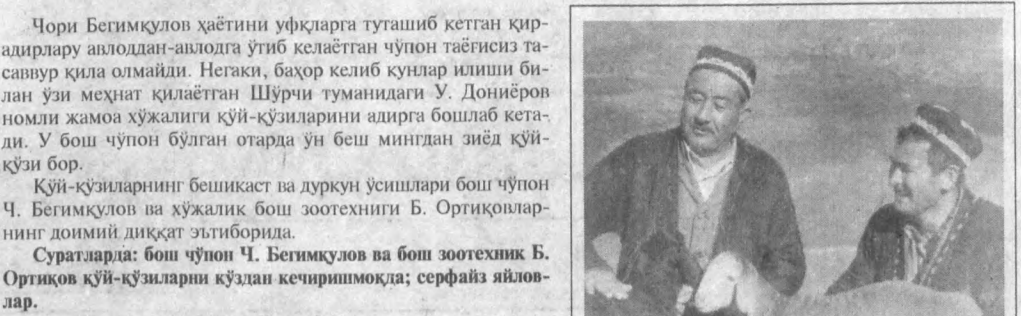 Чори Бегимқулов ҳаётини уфқларга туташиб кетган қир-
адирлару авлоддан-авлодга ўтиб келаётган чўпон таёғисиз та-
саввур қила олмайди. Негаки, баҳор келиб кунлар илиши би-
лан ўзи меҳнат қилаётган Шўрчи туманидаги У. Дониёров
номли жамоа хўжалиги қўй-қўзиларини адирга бошлаб кета-
ди. У бош чўпон бўлган отарда ўн беш мингдан зиёд қўй-
қўзи бор.
Қўй-қўзиларнинг бешикаст ва дуркун ўсишлари бош чўпон
Ч. Бегимқулов ва хўжалик бош зоотехниги Б. Ортиқовлар-
нинг доимий диққат эътиборида.
Суратларда: бош чўпон Ч. Бегимқулов ва бош зоотехник Б.
Ортиқов қўй-қўзиларни кўздан кечиришмоқда; серфайз яйлов-
лар.